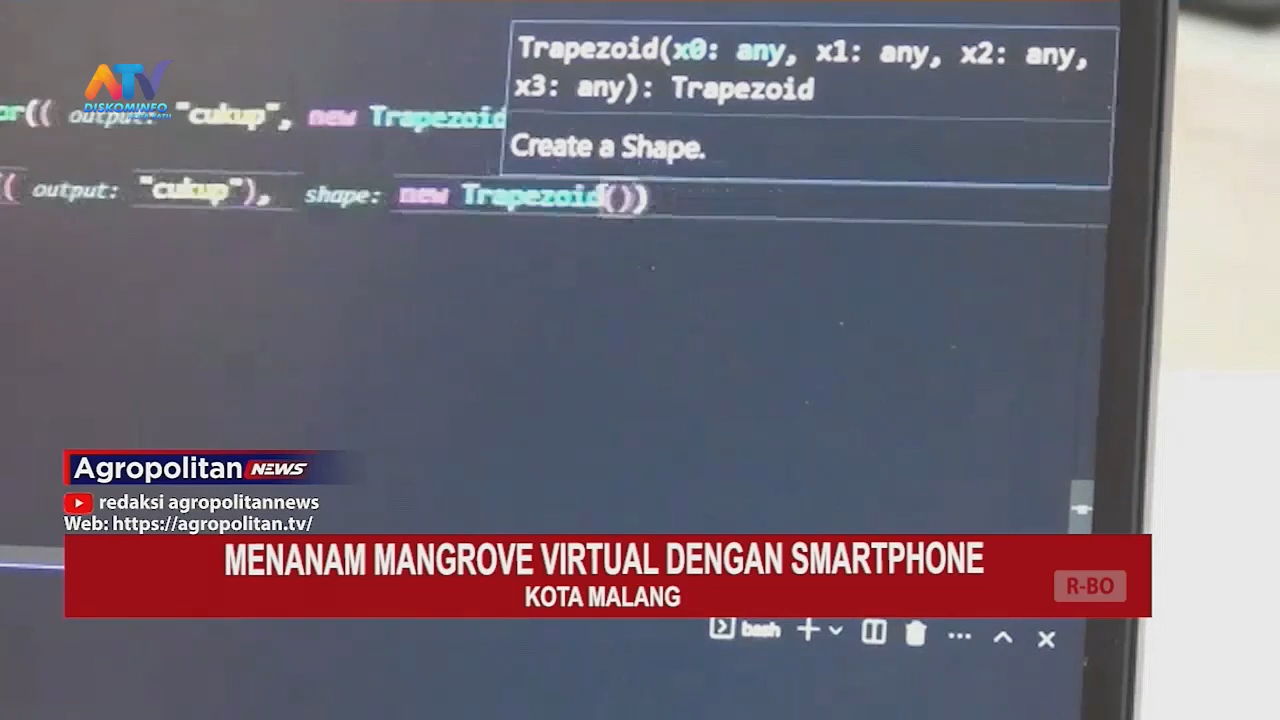 Trapezoid(x0: any, x1: any, x2: any,
x3: any): Trapezoid
ATV
DISKOMINFO
or(( output: "cukup", new Trapezoid
Create a Shape.
(( output: "cukup"), shape: new Trapezoid())
Agropolitan NEWS
redaksi agropolitannews
Web: https://agropolitan.tv/
MENANAM MANGROVE VIRTUAL DENGAN SMARTPHONE
KOTA MALANG
R-BO
bash